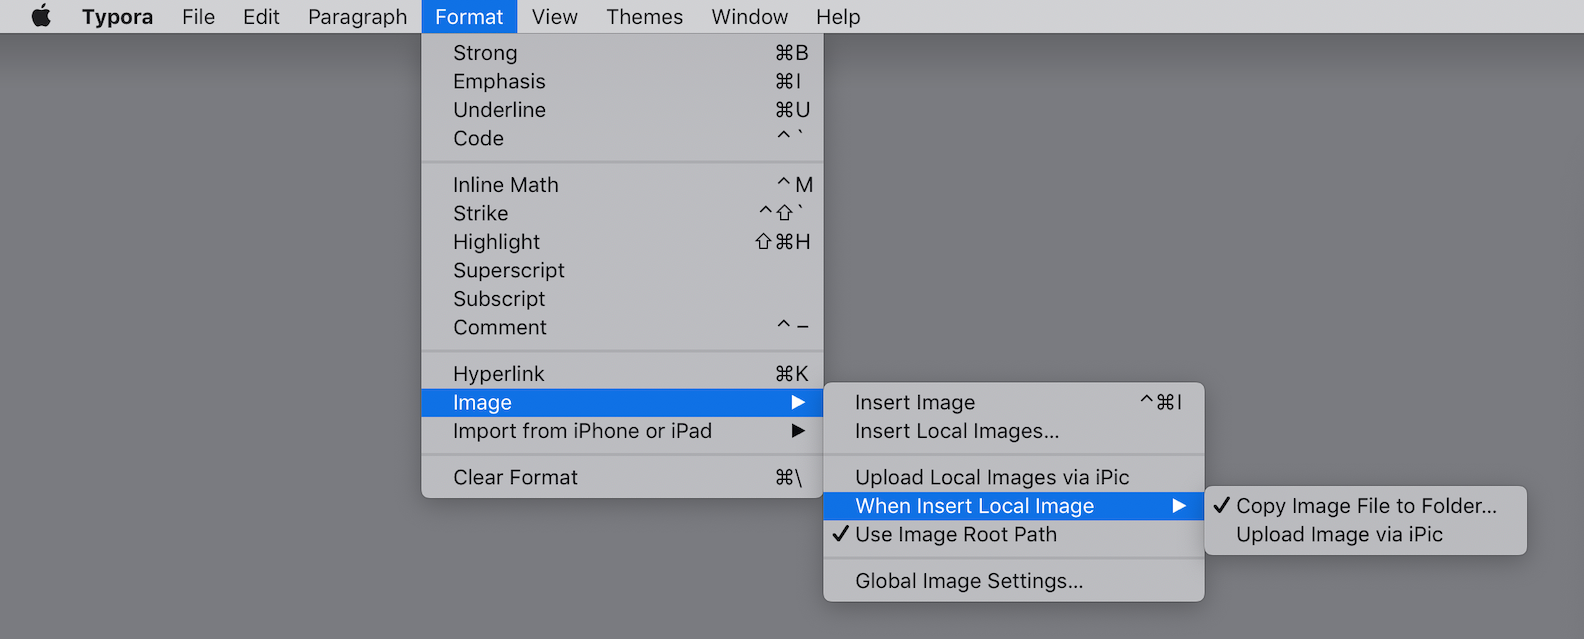 Typora File Edit Paragraph Format View Themes Window Help
Strong ⌘B
Emphasis ⌘I
Underline ⌘U
Code ^`
Inline Math ^M
Strike ^⇧`
Highlight ⇧⌘H
Superscript
Subscript
Comment ^–
Hyperlink ⌘K
Image ▶
Import from iPhone or iPad ▶
Clear Format ⌘\
Insert Image ^⌘I
Insert Local Images...
Upload Local Images via iPic
When Insert Local Image ▶
✓ Use Image Root Path
Global Image Settings...
✓ Copy Image File to Folder...
Upload Image via iPic